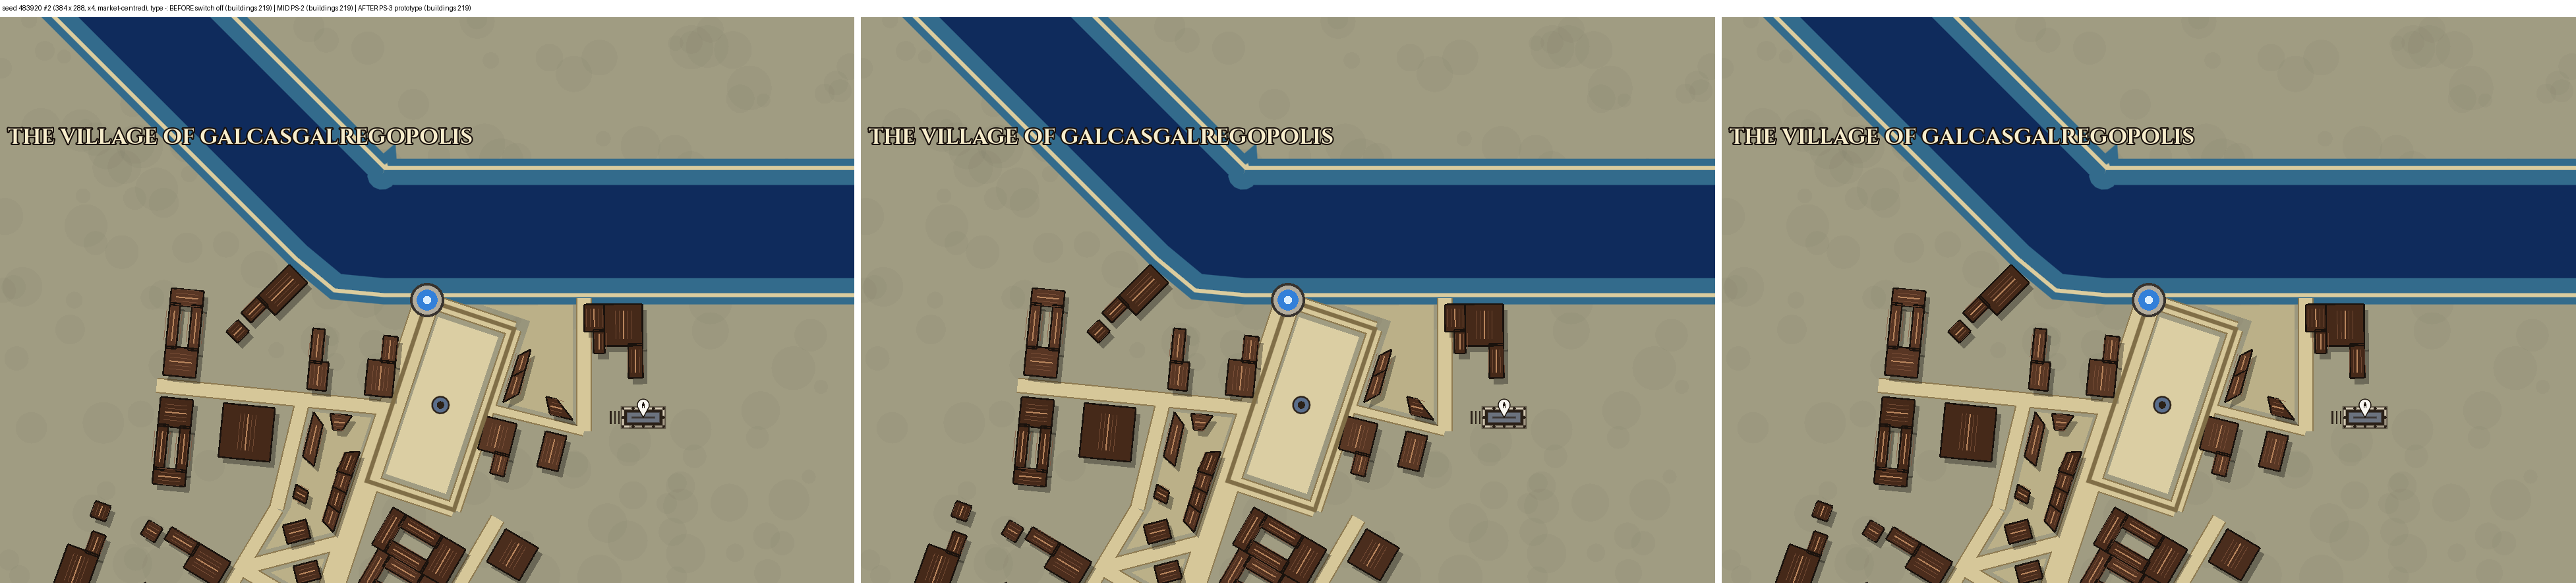 seed 483920 #2 (384 x 288, x4, market-centred), type -: BEFORE switch off (buildings 219) | MID PS-2 (buildings 219) | AFTER PS-3 prototype (buildings 219)
THE VILLAGE OF GALCASGALREGOPOLIS
THE VILLAGE OF GALCASGALREGOPOLIS
THE VILLAGE OF GALCASGALREGOPOLIS